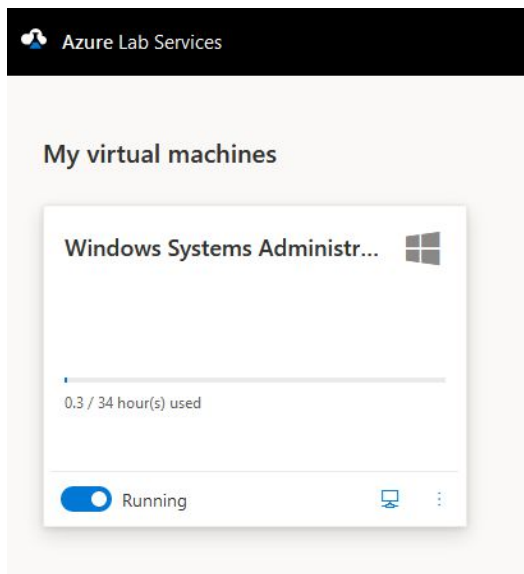 Azure Lab Services
My virtual machines
Windows Systems Administr...
0.3 / 34 hour(s) used
Running